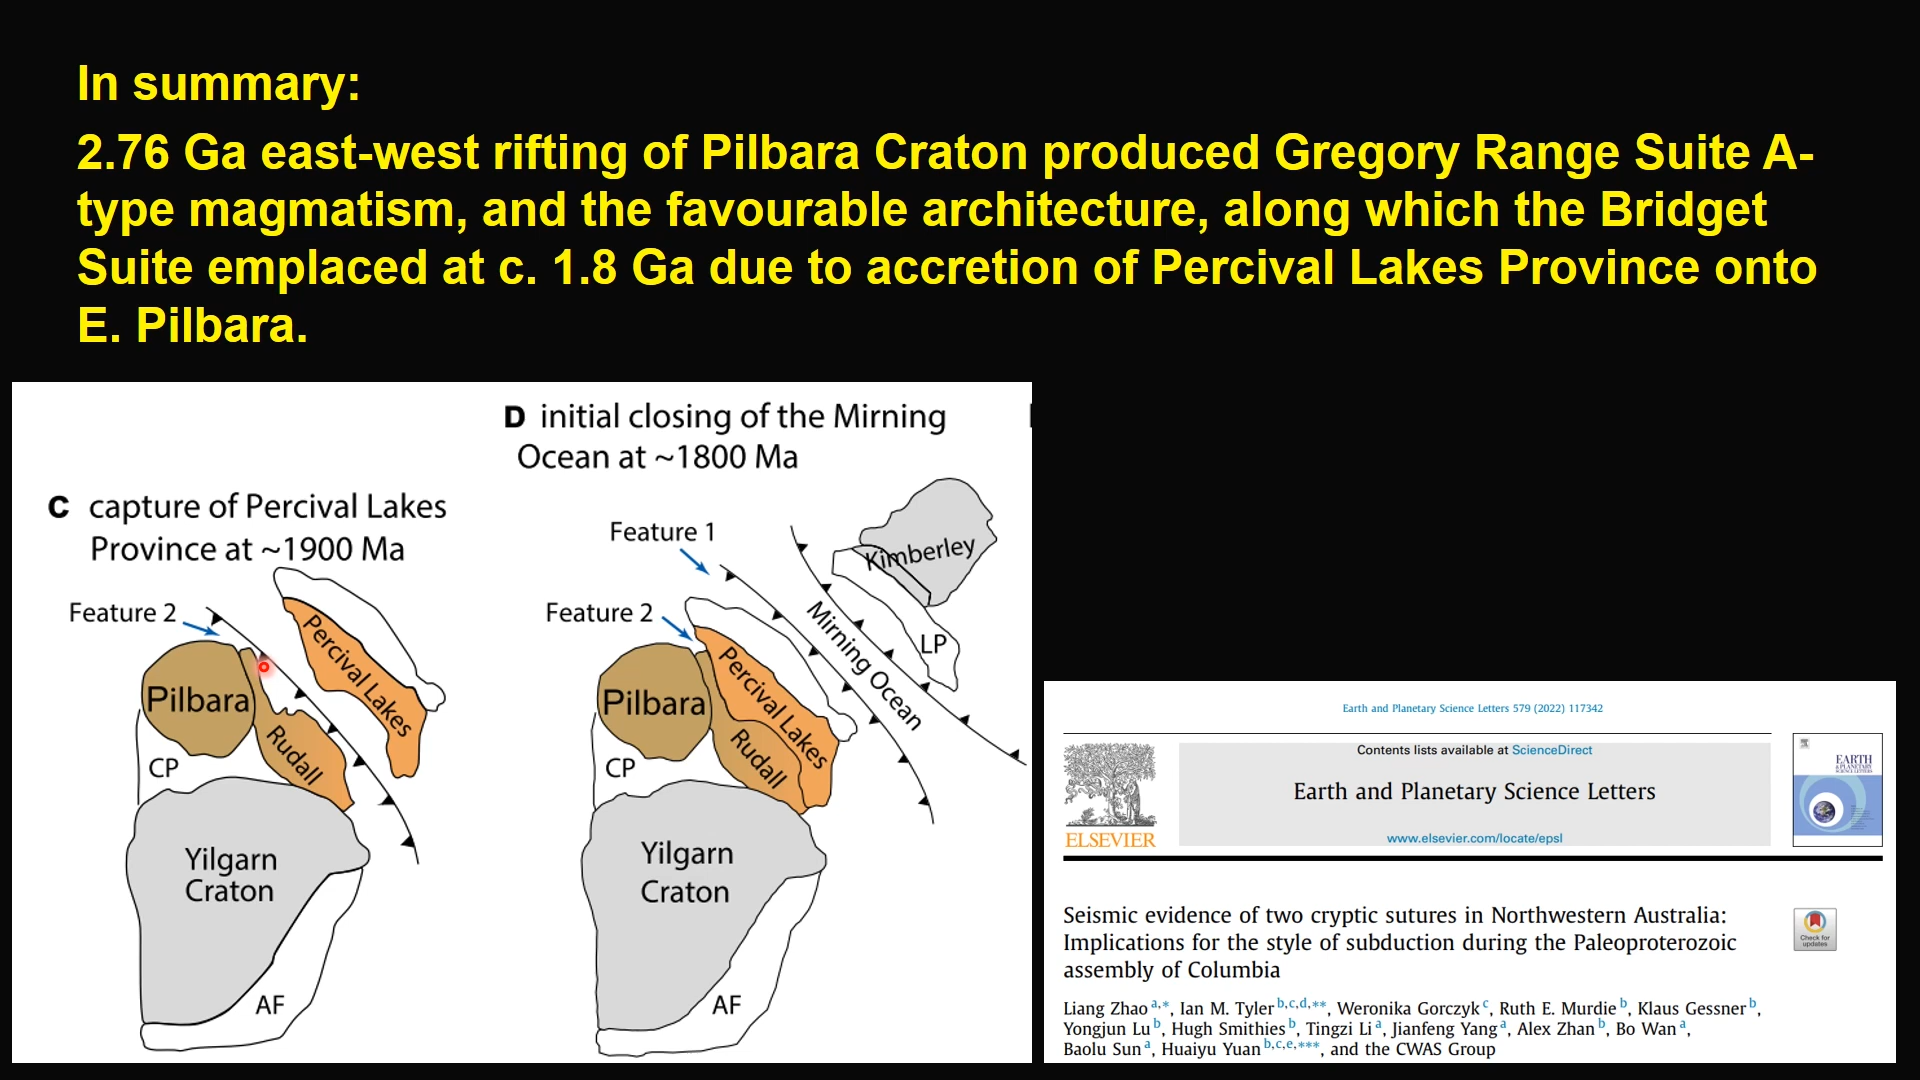 In summary:
2.76 Ga east-west rifting of Pilbara Craton produced Gregory Range Suite A-
type magmatism, and the favourable architecture, along which the Bridget
Suite emplaced at c. 1.8 Ga due to accretion of Percival Lakes Province onto
E. Pilbara.
C capture of Percival Lakes
Province at ~1900 Ma
Feature 2
Percival Lakes
Pilbara
Rudall
CP
Yilgarn
Craton
AF
D initial closing of the Mirning
Ocean at ~1800 Ma
Feature 1
Kimberley
Feature 2
Mirning Ocean
LP
Percival Lakes
Pilbara
Rudall
CP
Yilgarn
Craton
AF
Earth and Planetary Science Letters 579 (2022) 117342
Contents lists available at ScienceDirect
Earth and Planetary Science Letters
www.elsevier.com/locate/epsl
ELSEVIER
EARTH
Check for
updates
Seismic evidence of two cryptic sutures in Northwestern Australia:
Implications for the style of subduction during the Paleoproterozoic
assembly of Columbia
Liang Zhao a,*, Ian M. Tyler b,c,d,**, Weronika Gorczyk c, Ruth E. Murdie b, Klaus Gessner b,
Yongjun Lu b, Hugh Smithies b, Tingzi Li a, Jianfeng Yang a, Alex Zhan b, Bo Wan a,
Baolu Sun a, Huaiyu Yuan b,c,e,***, and the CWAS Group